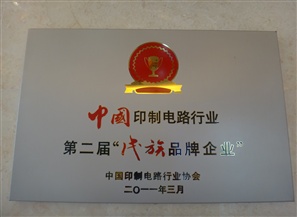 中國印制电路行业
第二届“民族品牌企业”
中国印制电路行业协会
二〇一一年三月